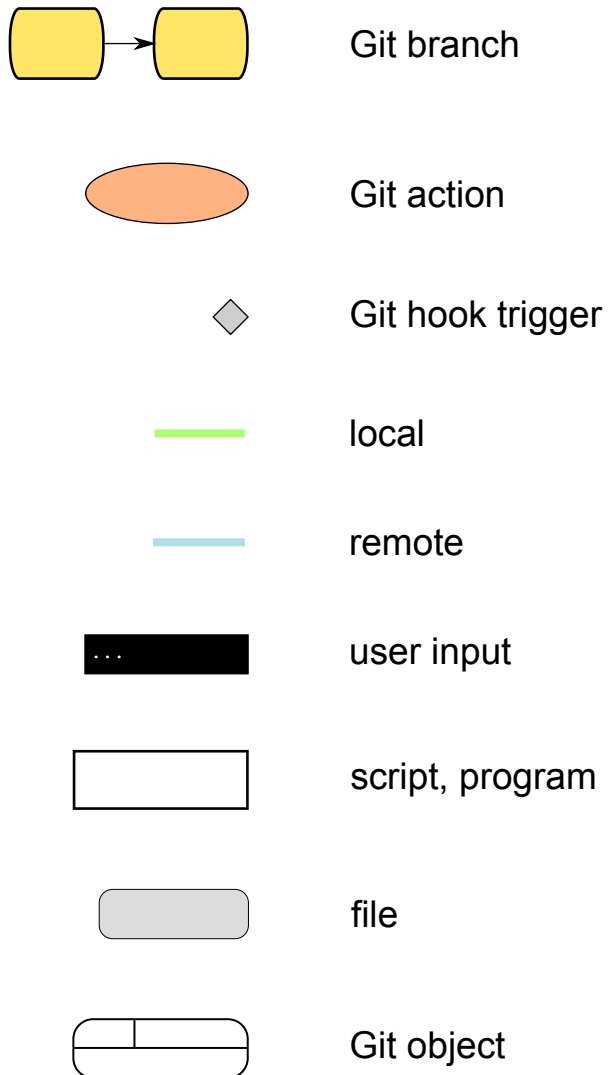 Git branch
Git action
Git hook trigger
local
remote
... user input
script, program
file
Git object